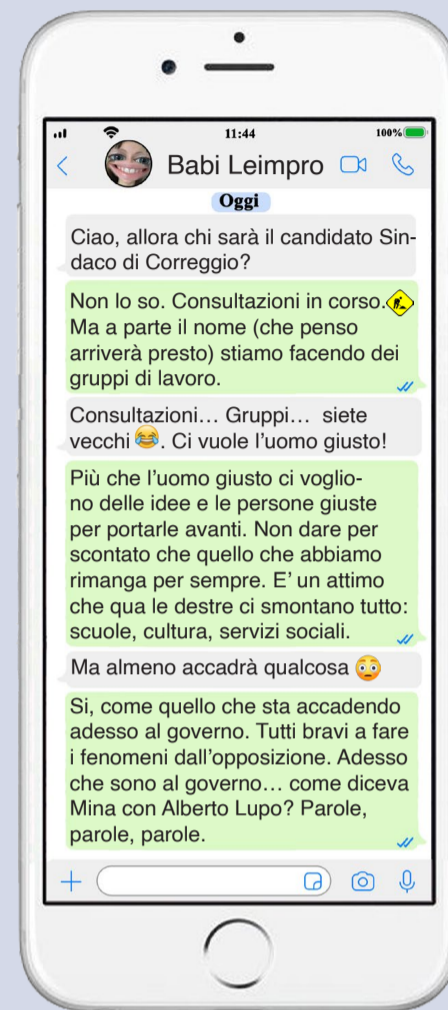 11:44
100%
Babi Leimpro
Oggi
Ciao, allora chi sarà il candidato Sin-
daco di Correggio?
Non lo so. Consultazioni in corso.
Ma a parte il nome (che penso
arriverà presto) stiamo facendo dei
gruppi di lavoro.
Consultazioni… Gruppi… siete
vecchi 😂. Ci vuole l’uomo giusto!
Più che l’uomo giusto ci voglio-
no delle idee e le persone giuste
per portarle avanti. Non dare per
scontato che quello che abbiamo
rimanga per sempre. E’ un attimo
che qua le destre ci smontano tutto:
scuole, cultura, servizi sociali.
Ma almeno accadrà qualcosa 😳
Si, come quello che sta accadendo
adesso al governo. Tutti bravi a fare
i fenomeni dall’opposizione. Adesso
che sono al governo… come diceva
Mina con Alberto Lupo? Parole,
parole, parole.